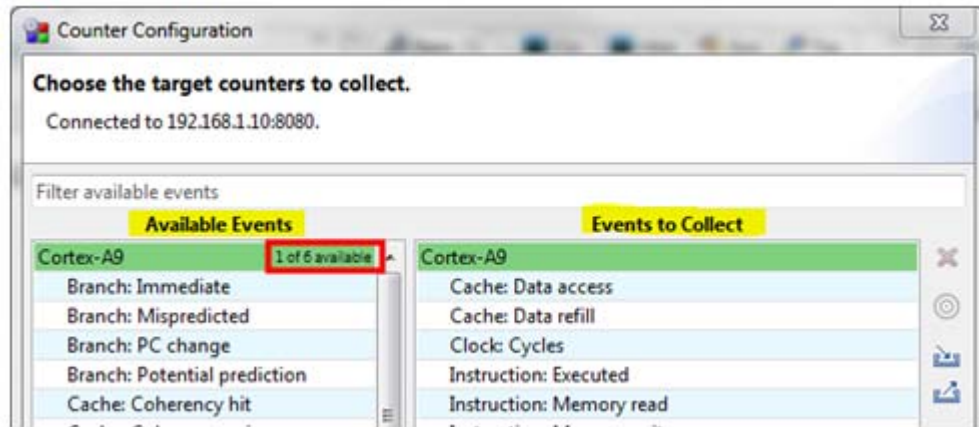 Counter Configuration
Choose the target counters to collect.
Connected to 192.168.1.10:8080.
Filter available events
Available Events
Events to Collect
Cortex-A9 1 of 6 available
Cortex-A9
Branch: Immediate
Cache: Data access
Branch: Mispredicted
Cache: Data refill
Branch: PC change
Clock: Cycles
Branch: Potential prediction
Instruction: Executed
Cache: Coherency hit
Instruction: Memory read